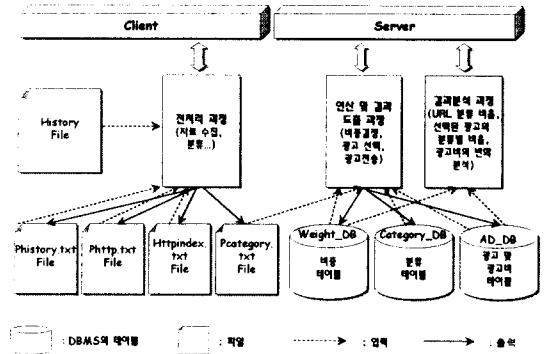 Client
Server
History
File
전처리 과정
(자료 수집,
분류...)
연산 및 결과
도출 과정
(비중결정,
광고 선택,
광고전송)
결과분석 과정
(URL 분류 비율,
선택된 광고의
분류별 비율,
광고비의 변화
분석)
Phistory.txt
File
Phttp.txt
File
Httpindex.
txt
File
Pcategory.
txt
File
Weight_DB
비중
테이블
Category_DB
분류
테이블
AD_DB
광고 및
광고비
테이블
: DBMS의 테이블
: 파일
: 입력
: 출력